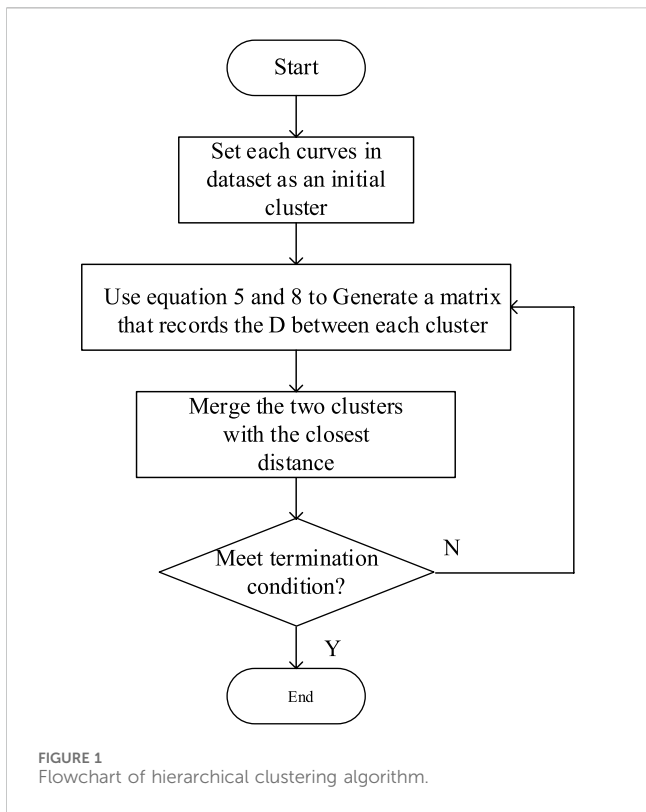 Start
Set each curves in
dataset as an initial
cluster
Use equation 5 and 8 to Generate a matrix
that records the D between each cluster
Merge the two clusters
with the closest
distance
Meet termination
condition?
N
Y
End
FIGURE 1
Flowchart of hierarchical clustering algorithm.